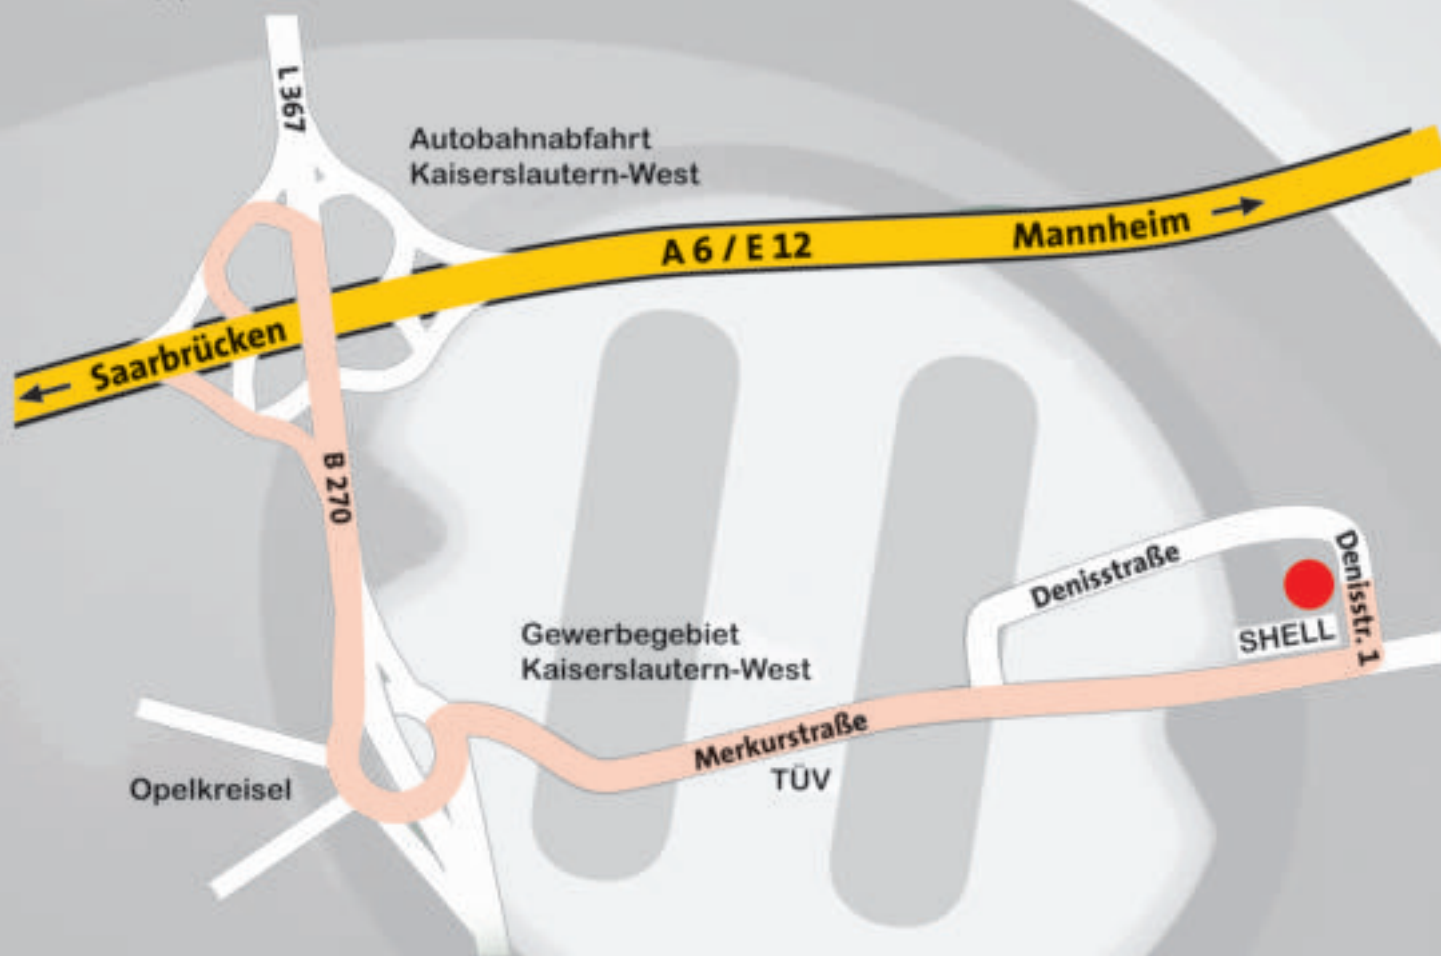 L 367
Autobahnabfahrt
Kaiserslautern-West
A 6 / E 12
Mannheim →
← Saarbrücken
B 270
Denisstraße
Denisstr. 1
SHELL
Gewerbegebiet
Kaiserslautern-West
Merkurstraße
TÜV
Opelkreisel